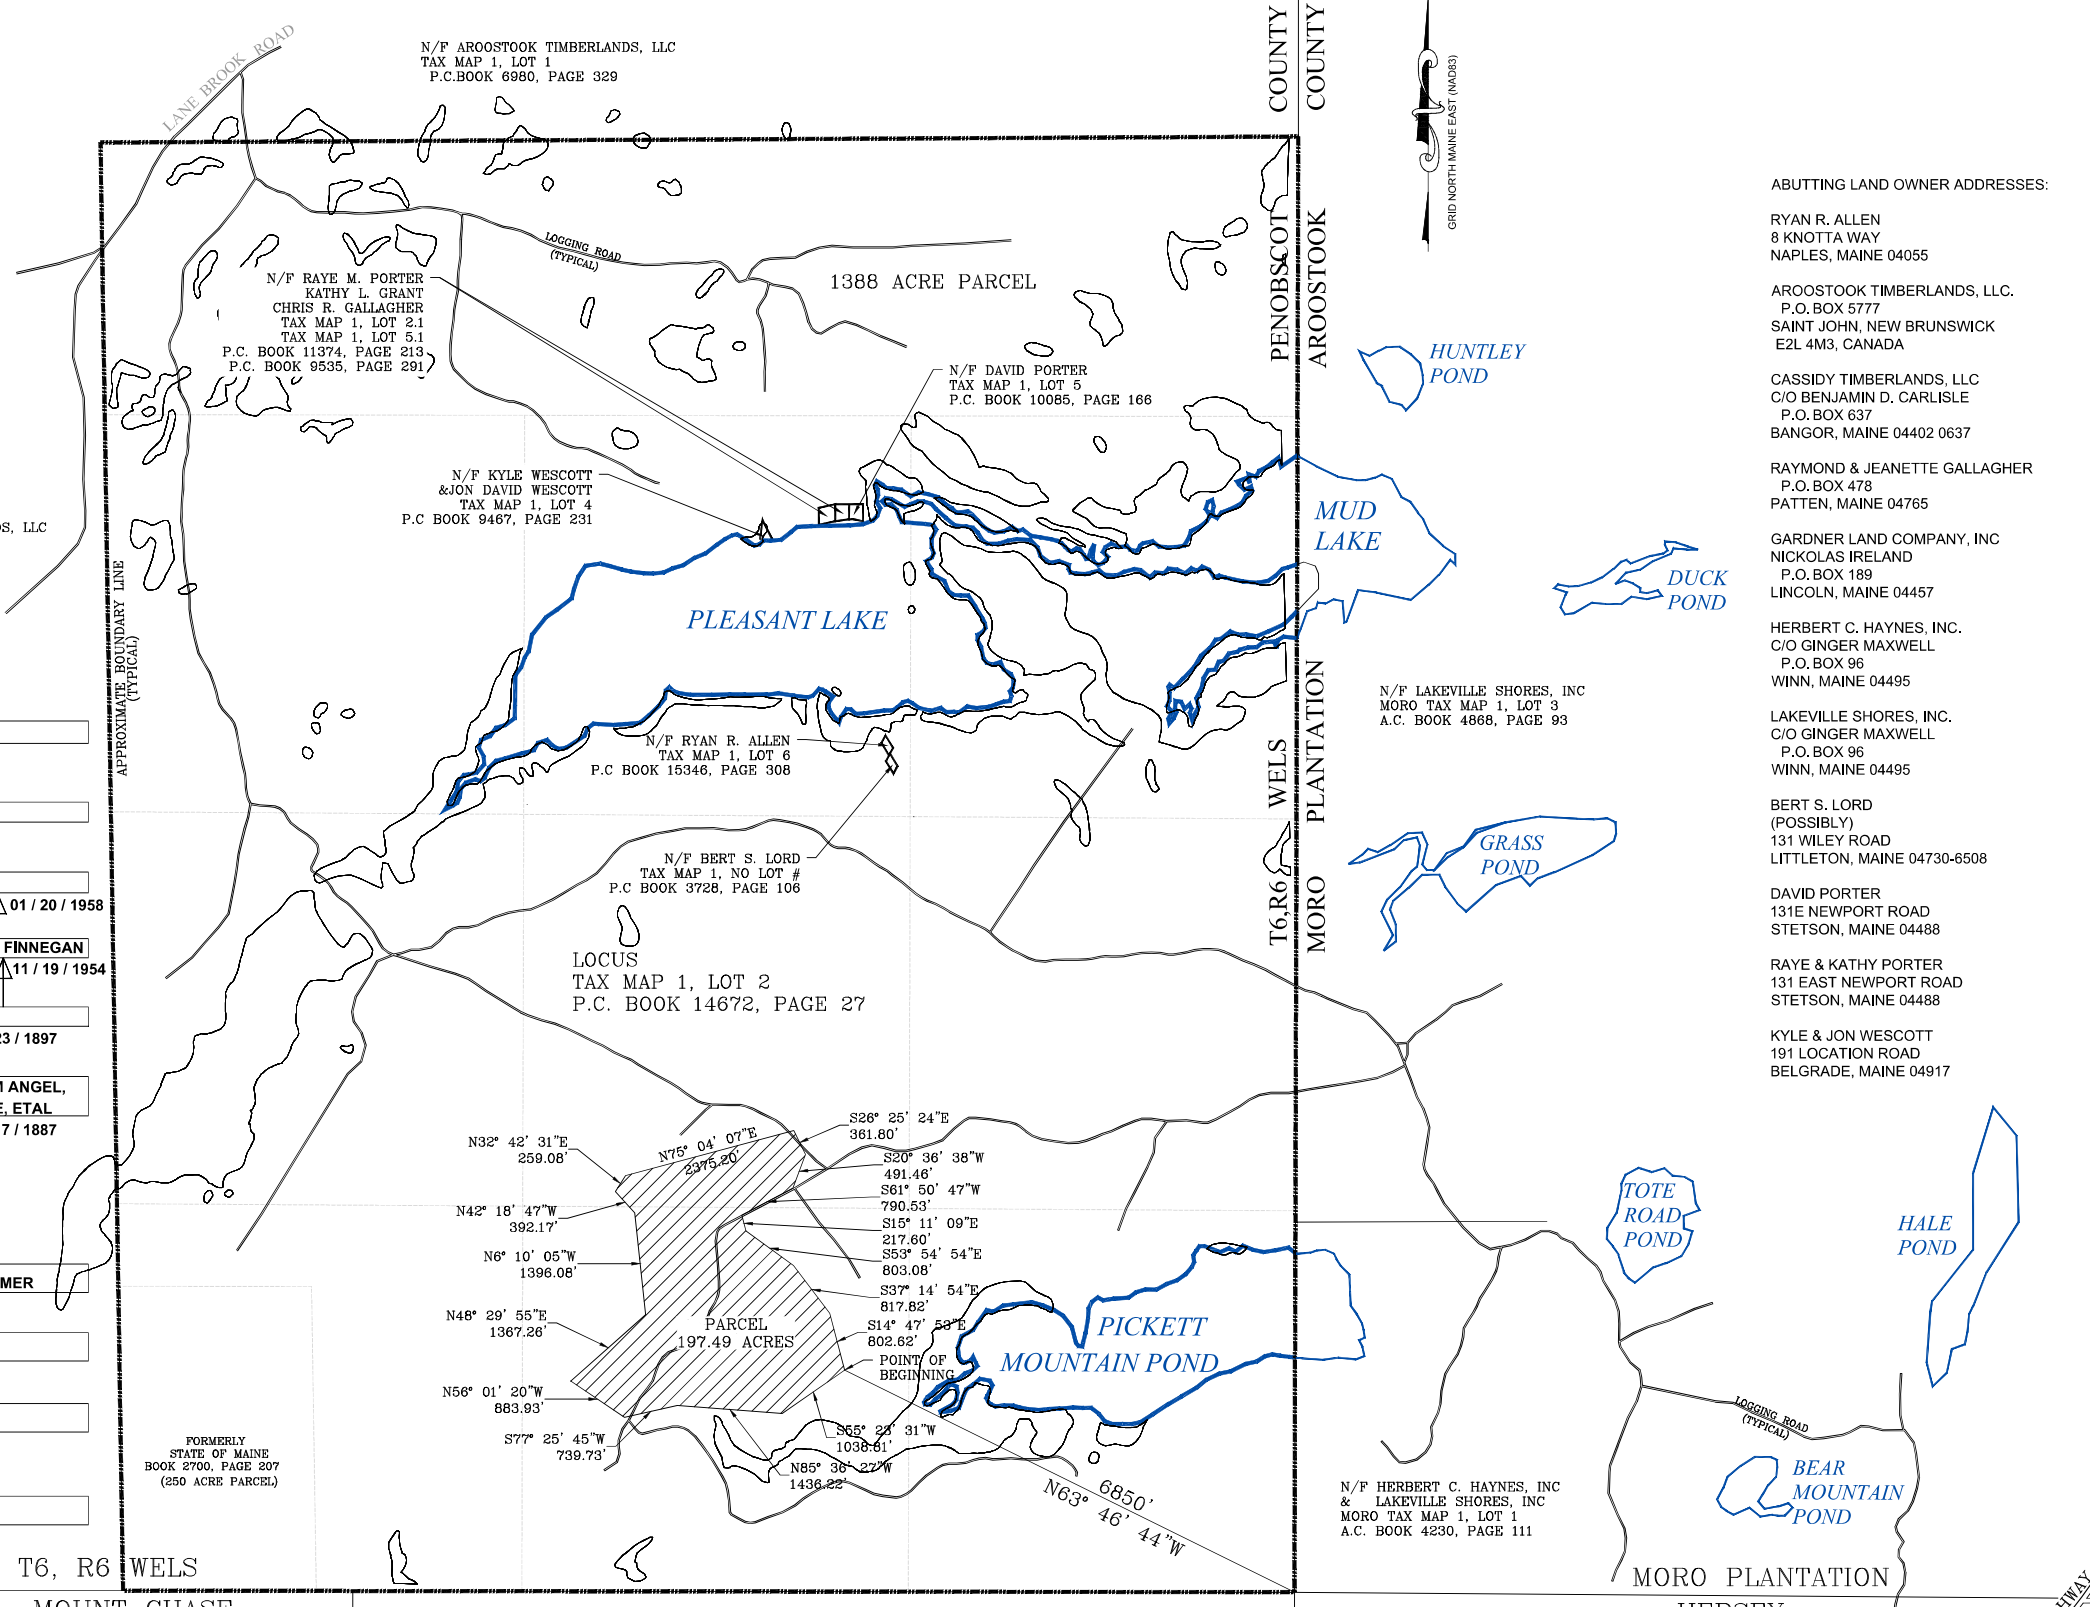 LANE BROOK ROAD
N/F AROOSTOOK TIMBERLANDS, LLC
TAX MAP 1, LOT 1
P.C.BOOK 6980, PAGE 329
PENOBSCOT COUNTY
AROOSTOOK COUNTY
GRID NORTH MAINE EAST (NAD83)
LOGGING ROAD
(TYPICAL)
1388 ACRE PARCEL
N/F RAYE M. PORTER
KATHY L. GRANT
CHRIS R. GALLAGHER
TAX MAP 1, LOT 2.1
TAX MAP 1, LOT 5.1
P.C. BOOK 11374, PAGE 213
P.C. BOOK 9535, PAGE 291
N/F DAVID PORTER
TAX MAP 1, LOT 5
P.C. BOOK 10085, PAGE 166
N/F KYLE WESCOTT
&JON DAVID WESCOTT
TAX MAP 1, LOT 4
P.C BOOK 9467, PAGE 231
S, LLC
APPROXIMATE BOUNDARY LINE
(TYPICAL)
PLEASANT LAKE
HUNTLEY
POND
MUD
LAKE
DUCK
POND
N/F RYAN R. ALLEN
TAX MAP 1, LOT 6
P.C BOOK 15346, PAGE 308
N/F BERT S. LORD
TAX MAP 1, NO LOT #
P.C BOOK 3728, PAGE 106
T6,R6 WELS
MORO PLANTATION
N/F LAKEVILLE SHORES, INC
MORO TAX MAP 1, LOT 3
A.C. BOOK 4868, PAGE 93
GRASS
POND
LOCUS
TAX MAP 1, LOT 2
P.C. BOOK 14672, PAGE 27
01 / 20 / 1958
FINNEGAN
11 / 19 / 1954
23 / 1897
ANGEL,
ETAL
7 / 1887
MER
N32° 42' 31"E
259.08'
N75° 04' 07"E
2375.20'
S26° 25' 24"E
361.80'
S20° 36' 38"W
491.46'
S61° 50' 47"W
790.53'
S15° 11' 09"E
217.60'
S53° 54' 54"E
803.08'
S37° 14' 54"E
817.82'
S14° 47' 53"E
802.62'
POINT OF
BEGINNING
N42° 18' 47"W
392.17'
N6° 10' 05"W
1396.08'
N48° 29' 55"E
1367.26'
N56° 01' 20"W
883.93'
S77° 25' 45"W
739.73'
PARCEL
197.49 ACRES
S55° 23' 31"W
1038.81'
N85° 36' 27"W
1436.22'
6850'
N63° 46' 44"W
PICKETT
MOUNTAIN POND
FORMERLY
STATE OF MAINE
BOOK 2700, PAGE 207
(250 ACRE PARCEL)
TOTE
ROAD
POND
HALE
POND
LOGGING ROAD
(TYPICAL)
BEAR
MOUNTAIN
POND
N/F HERBERT C. HAYNES, INC
& LAKEVILLE SHORES, INC
MORO TAX MAP 1, LOT 1
A.C. BOOK 4230, PAGE 111
T6, R6 WELS
MOUNT CHASE
MORO PLANTATION
HERSEY
HWAY
ABUTTING LAND OWNER ADDRESSES:
RYAN R. ALLEN
8 KNOTTA WAY
NAPLES, MAINE 04055
AROOSTOOK TIMBERLANDS, LLC.
P.O. BOX 5777
SAINT JOHN, NEW BRUNSWICK
E2L 4M3, CANADA
CASSIDY TIMBERLANDS, LLC
C/O BENJAMIN D. CARLISLE
P.O. BOX 637
BANGOR, MAINE 04402 0637
RAYMOND & JEANETTE GALLAGHER
P.O. BOX 478
PATTEN, MAINE 04765
GARDNER LAND COMPANY, INC
NICKOLAS IRELAND
P.O. BOX 189
LINCOLN, MAINE 04457
HERBERT C. HAYNES, INC.
C/O GINGER MAXWELL
P.O. BOX 96
WINN, MAINE 04495
LAKEVILLE SHORES, INC.
C/O GINGER MAXWELL
P.O. BOX 96
WINN, MAINE 04495
BERT S. LORD
(POSSIBLY)
131 WILEY ROAD
LITTLETON, MAINE 04730-6508
DAVID PORTER
131E NEWPORT ROAD
STETSON, MAINE 04488
RAYE & KATHY PORTER
131 EAST NEWPORT ROAD
STETSON, MAINE 04488
KYLE & JON WESCOTT
191 LOCATION ROAD
BELGRADE, MAINE 04917